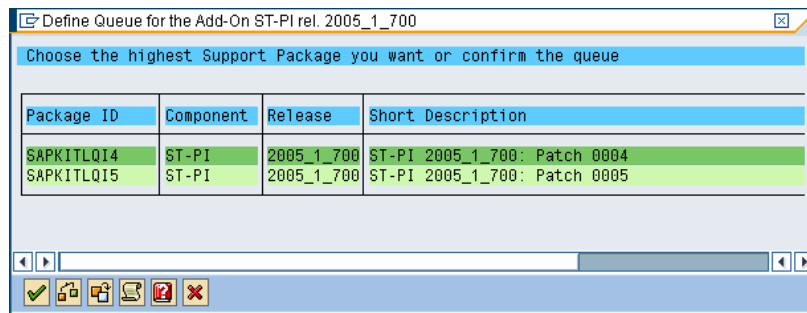 Define Queue for the Add-On ST-PI rel. 2005_1_700
Choose the highest Support Package you want or confirm the queue
Package ID Component Release Short Description
SAPKITLQI4 ST-PI 2005_1_700 ST-PI 2005_1_700: Patch 0004
SAPKITLQI5 ST-PI 2005_1_700 ST-PI 2005_1_700: Patch 0005